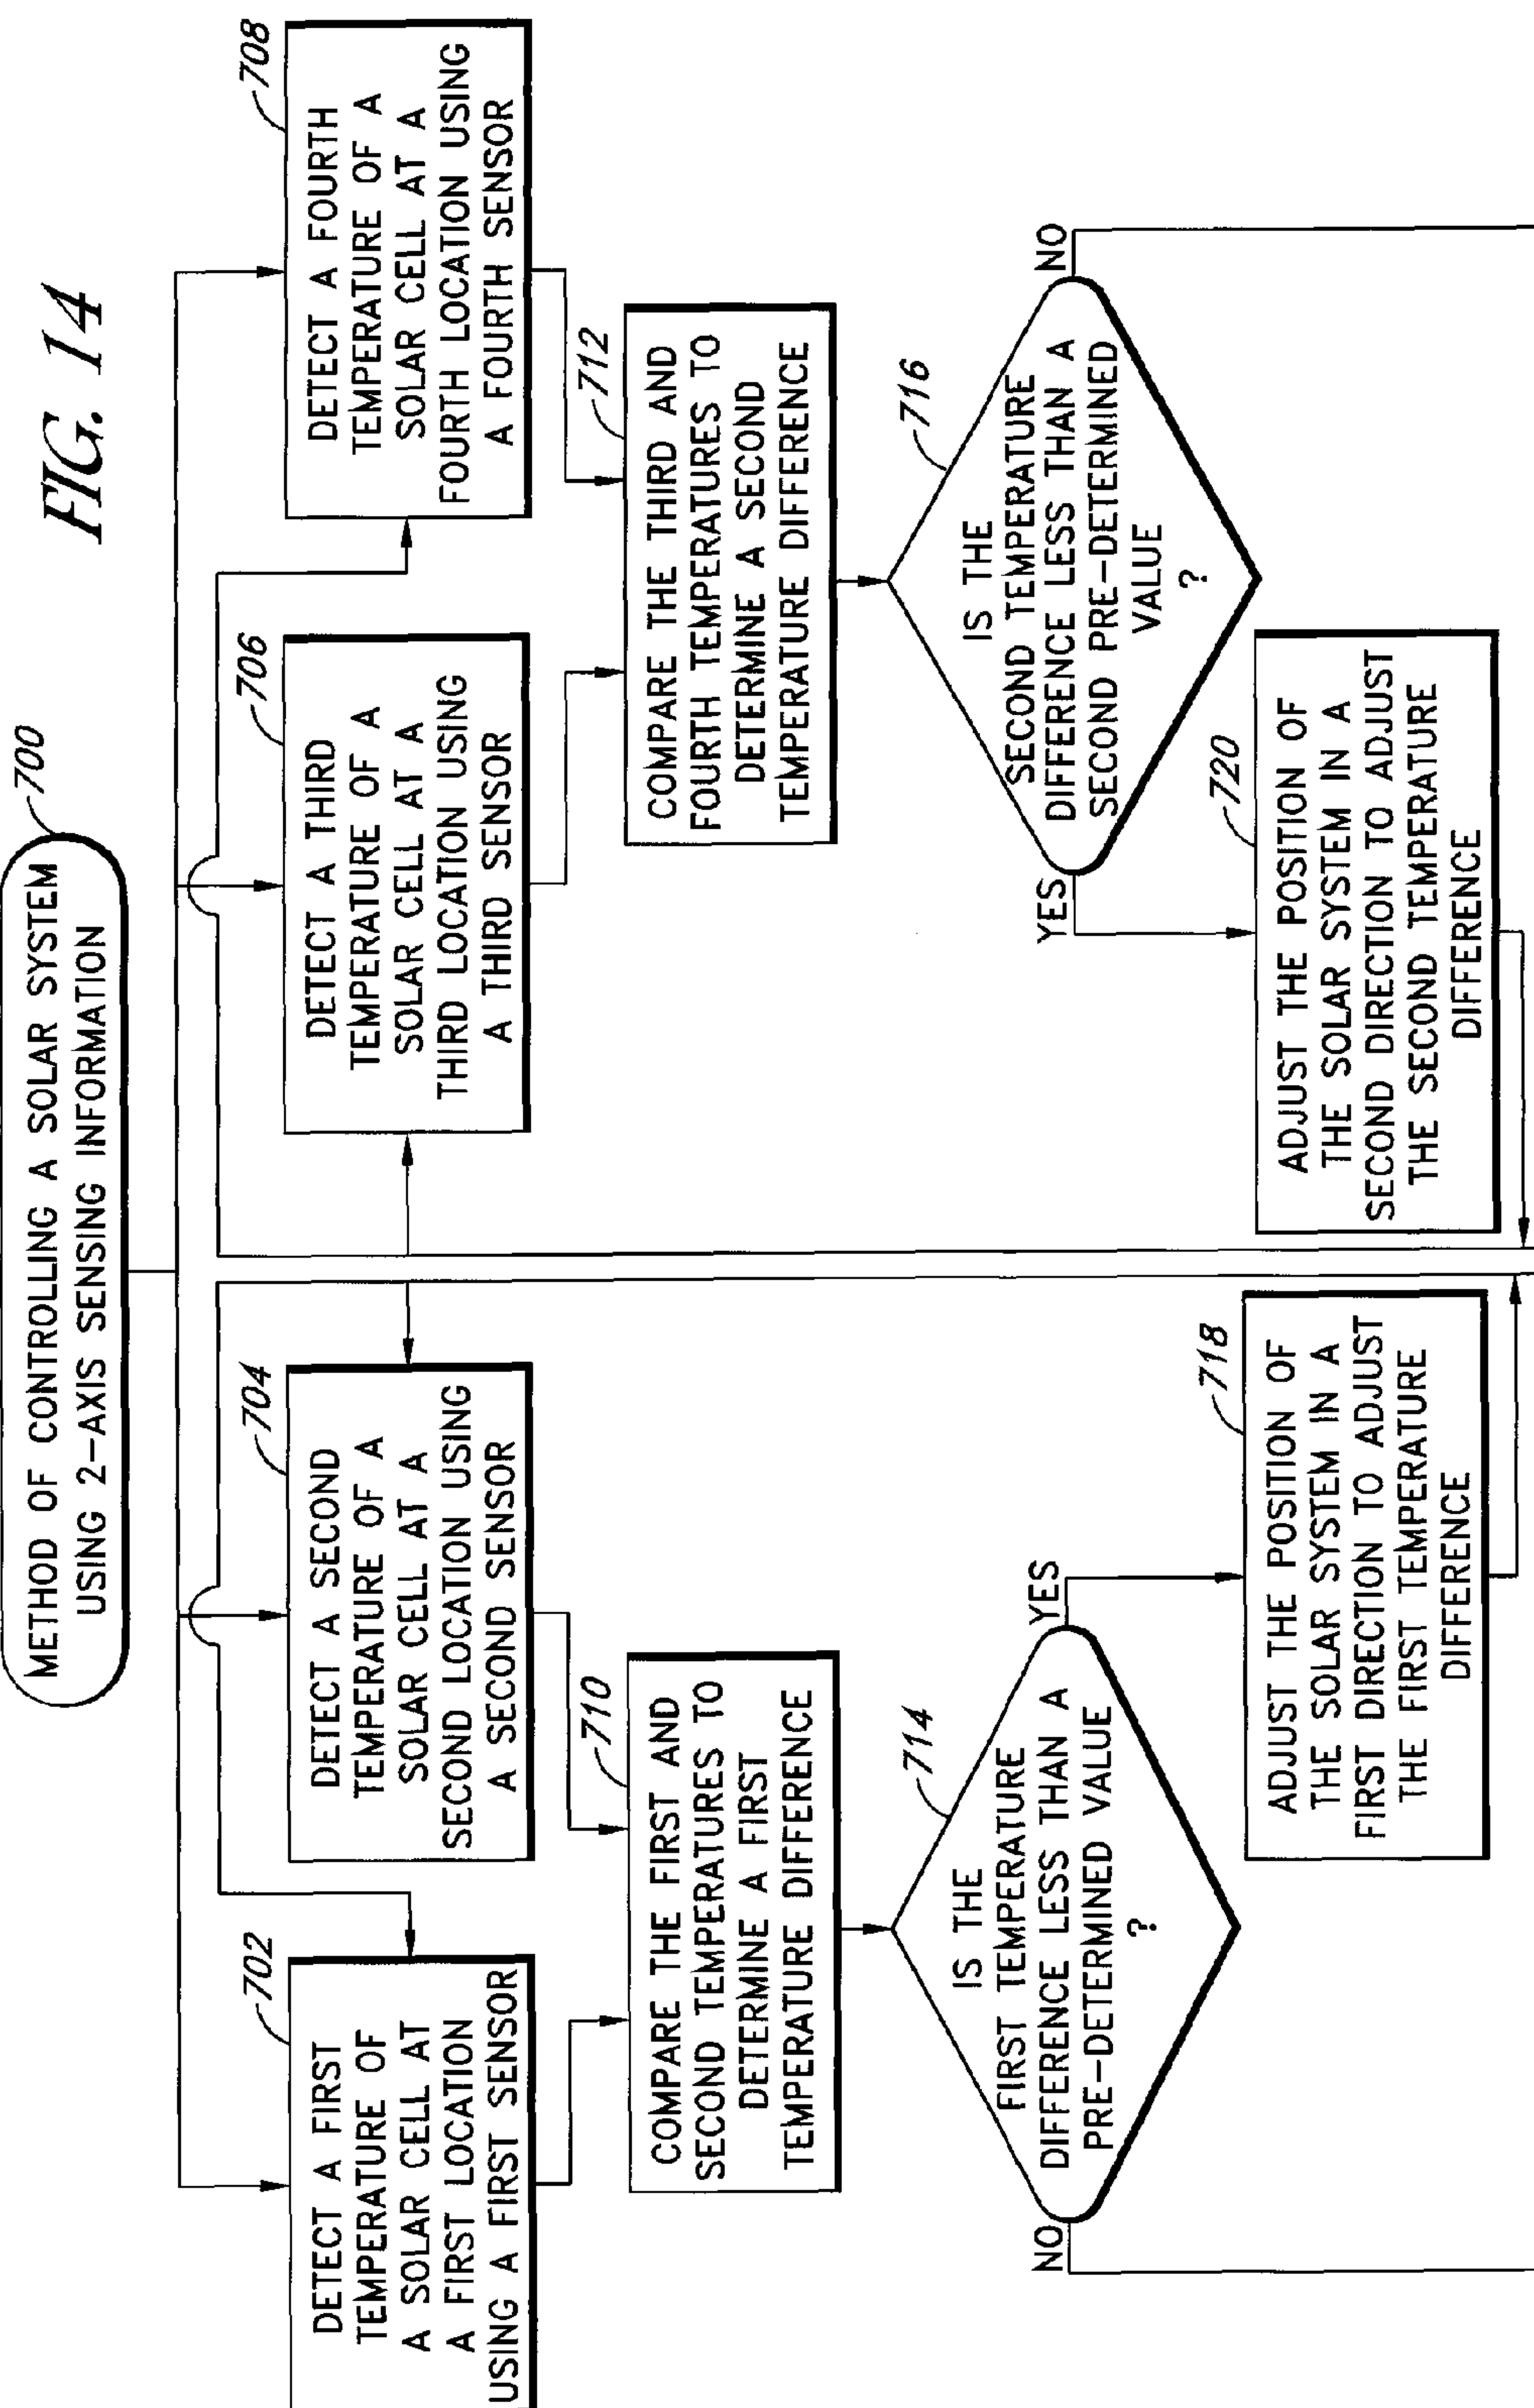 FIG. 14
METHOD OF CONTROLLING A SOLAR SYSTEM
USING 2-AXIS SENSING INFORMATION
700
702
DETECT A FIRST
TEMPERATURE OF
A SOLAR CELL AT
A FIRST LOCATION
USING A FIRST SENSOR
704
DETECT A SECOND
TEMPERATURE OF A
SOLAR CELL AT A
SECOND LOCATION USING
A SECOND SENSOR
706
DETECT A THIRD
TEMPERATURE OF A
SOLAR CELL AT A
THIRD LOCATION USING
A THIRD SENSOR
708
DETECT A FOURTH
TEMPERATURE OF A
SOLAR CELL AT A
FOURTH LOCATION USING
A FOURTH SENSOR
710
COMPARE THE FIRST AND
SECOND TEMPERATURES TO
DETERMINE A FIRST
TEMPERATURE DIFFERENCE
712
COMPARE THE THIRD AND
FOURTH TEMPERATURES TO
DETERMINE A SECOND
TEMPERATURE DIFFERENCE
714
IS THE
FIRST TEMPERATURE
DIFFERENCE LESS THAN A
PRE-DETERMINED VALUE
?
NO
YES
716
IS THE
SECOND TEMPERATURE
DIFFERENCE LESS THAN A
SECOND PRE-DETERMINED
VALUE
?
YES
NO
718
ADJUST THE POSITION OF
THE SOLAR SYSTEM IN A
FIRST DIRECTION TO ADJUST
THE FIRST TEMPERATURE
DIFFERENCE
720
ADJUST THE POSITION OF
THE SOLAR SYSTEM IN A
SECOND DIRECTION TO ADJUST
THE SECOND TEMPERATURE
DIFFERENCE